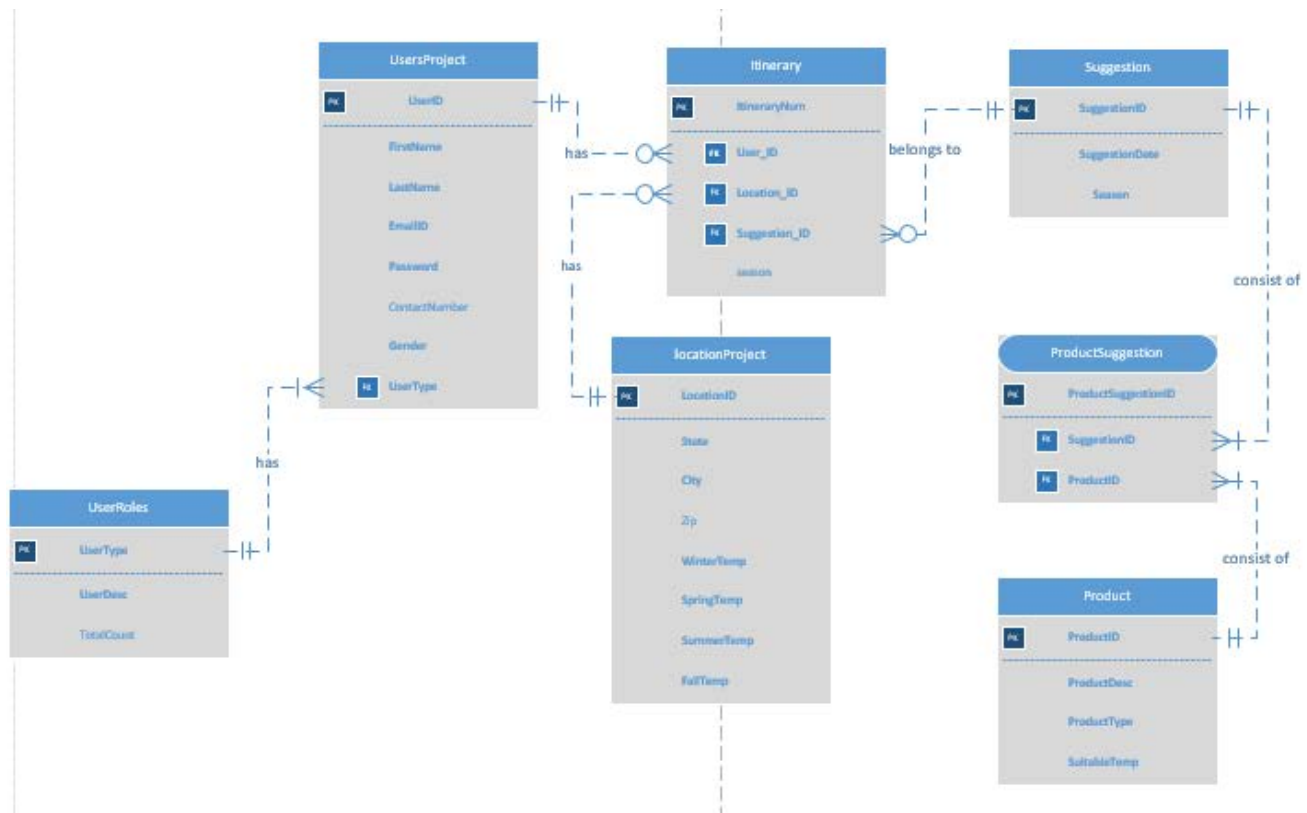 UsersProject
PK UserID
FirstName
LastName
EmailID
Password
ContactNumber
Gender
FK UserType
has
Itinerary
PK ItineraryNum
FK User_ID
FK Location_ID
FK Suggestion_ID
season
belongs to
Suggestion
PK SuggestionID
SuggestionDate
Season
has
consist of
locationProject
PK LocationID
State
City
Zip
WinterTemp
SpringTemp
SummerTemp
FallTemp
ProductSuggestion
PK ProductSuggestionID
FK SuggestionID
FK ProductID
has
UserRoles
PK UserType
UserDesc
TotalCount
consist of
Product
PK ProductID
ProductDesc
ProductType
SuitableTemp